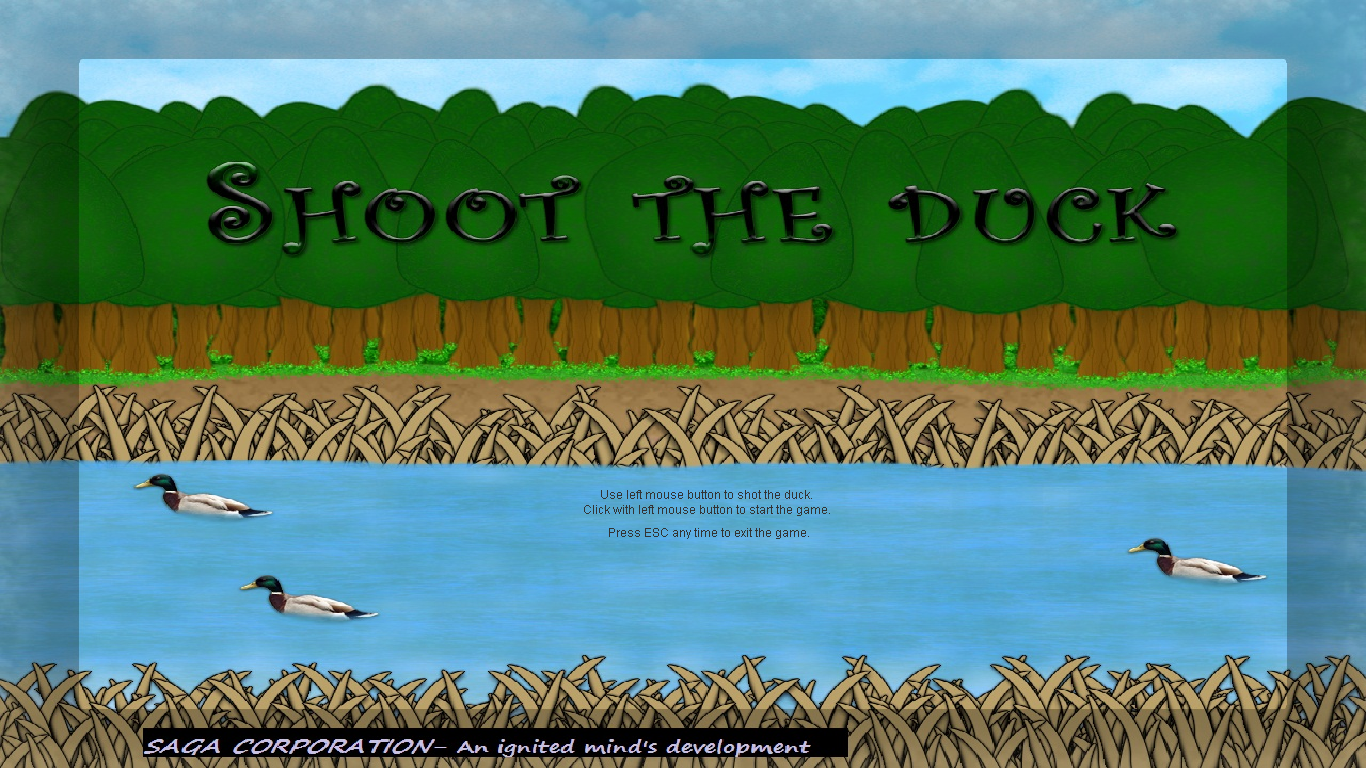 Shoot the duck
Use left mouse button to shot the duck.
Click with left mouse button to start the game.
Press ESC any time to exit the game.
SAGA CORPORATION- An ignited mind's development